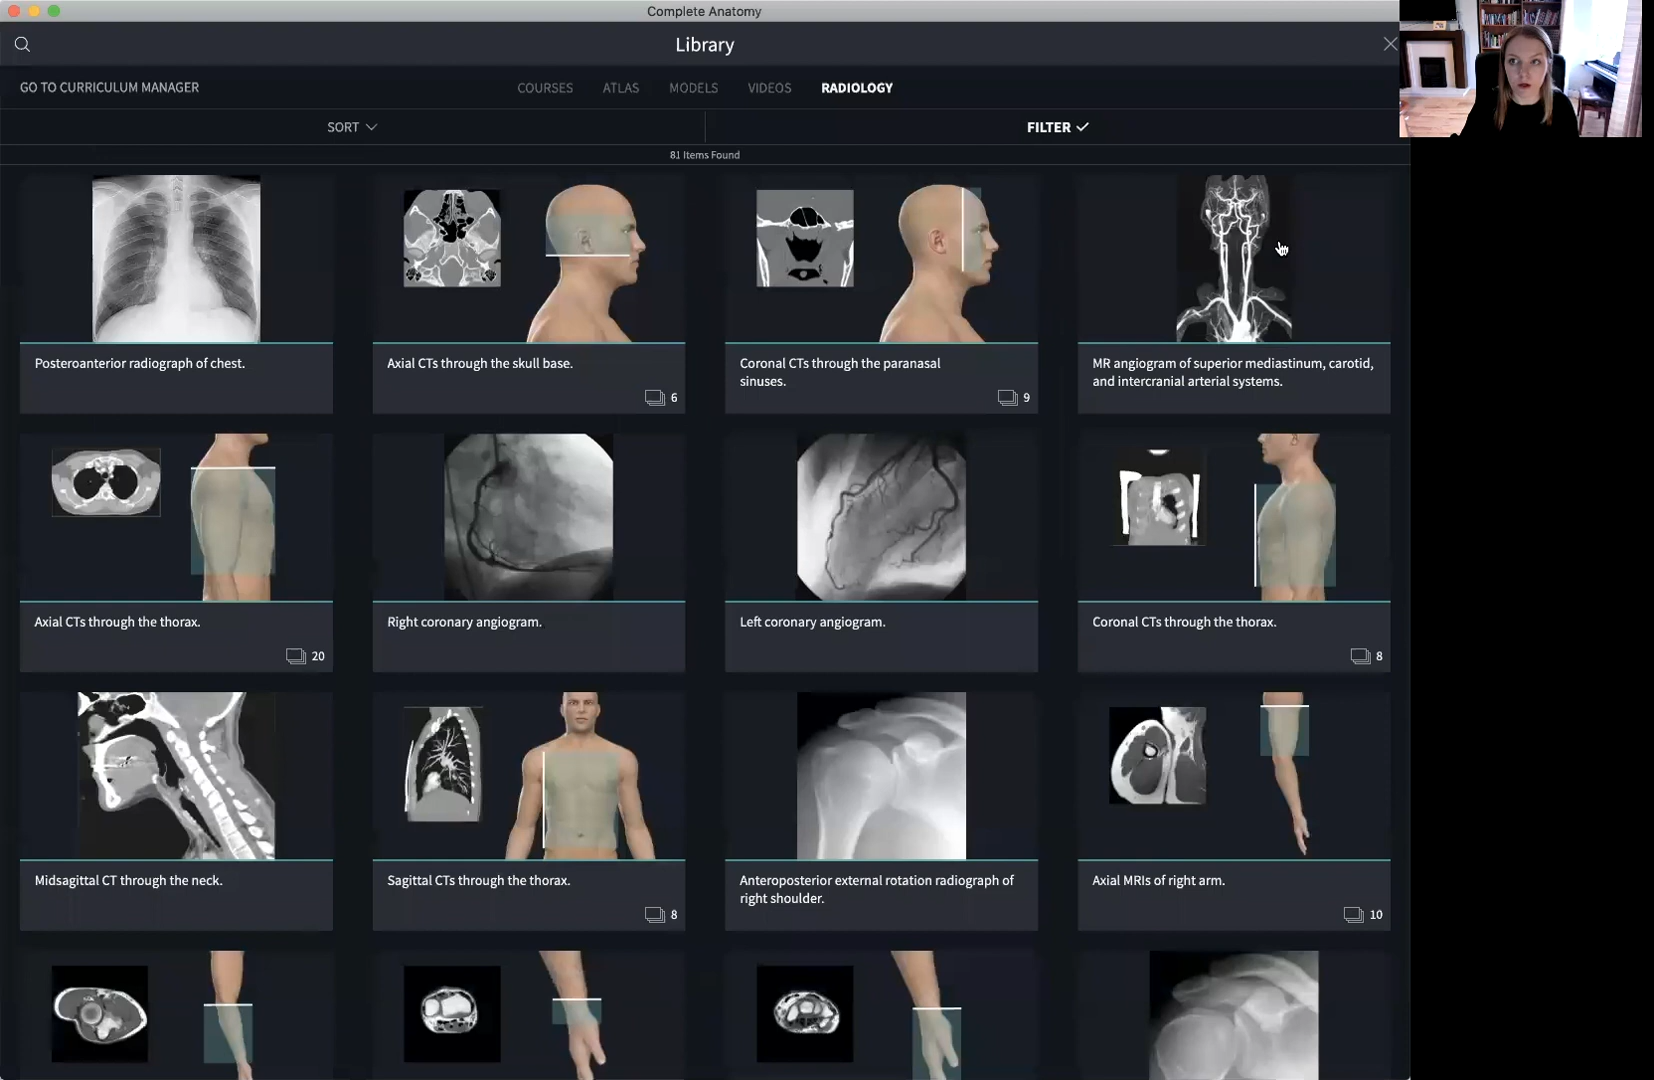 Complete Anatomy
Library
GO TO CURRICULUM MANAGER
COURSES ATLAS MODELS VIDEOS RADIOLOGY
SORT FILTER
81 Items Found
Posteroanterior radiograph of chest.
Axial CTs through the skull base.
6
Coronal CTs through the paranasal
sinuses.
9
MR angiogram of superior mediastinum, carotid,
and intercranial arterial systems.
Axial CTs through the thorax.
20
Right coronary angiogram.
Left coronary angiogram.
Coronal CTs through the thorax.
8
Midsagittal CT through the neck.
Sagittal CTs through the thorax.
8
Anteroposterior external rotation radiograph of
right shoulder.
Axial MRIs of right arm.
10